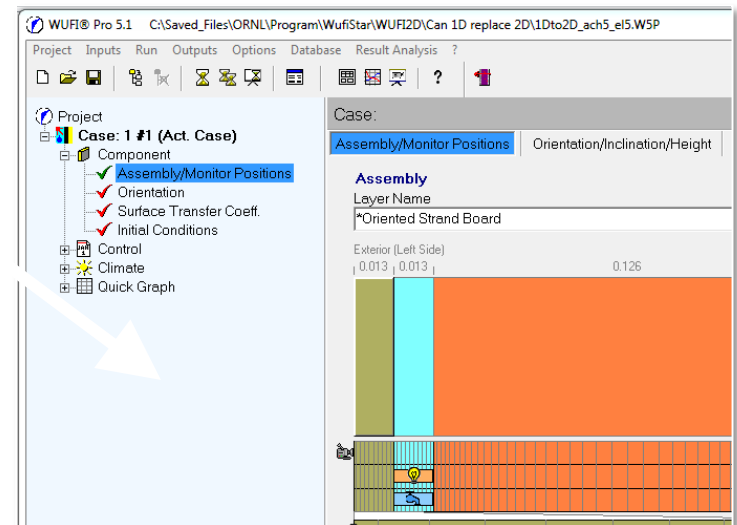 WUFI® Pro 5.1 C:\Saved_Files\ORNL\Program\WufiStar\WUFI2D\Can 1D replace 2D\1Dto2D_ach5_el5.W5P
Project Inputs Run Outputs Options Database Result Analysis ?
?
Project
Case: 1 #1 (Act. Case)
Component
Assembly/Monitor Positions
Orientation
Surface Transfer Coeff.
Initial Conditions
Control
Climate
Quick Graph
Case:
Assembly/Monitor Positions Orientation/Inclination/Height
Assembly
Layer Name
*Oriented Strand Board
Exterior (Left Side)
0.013 0.013 0.126